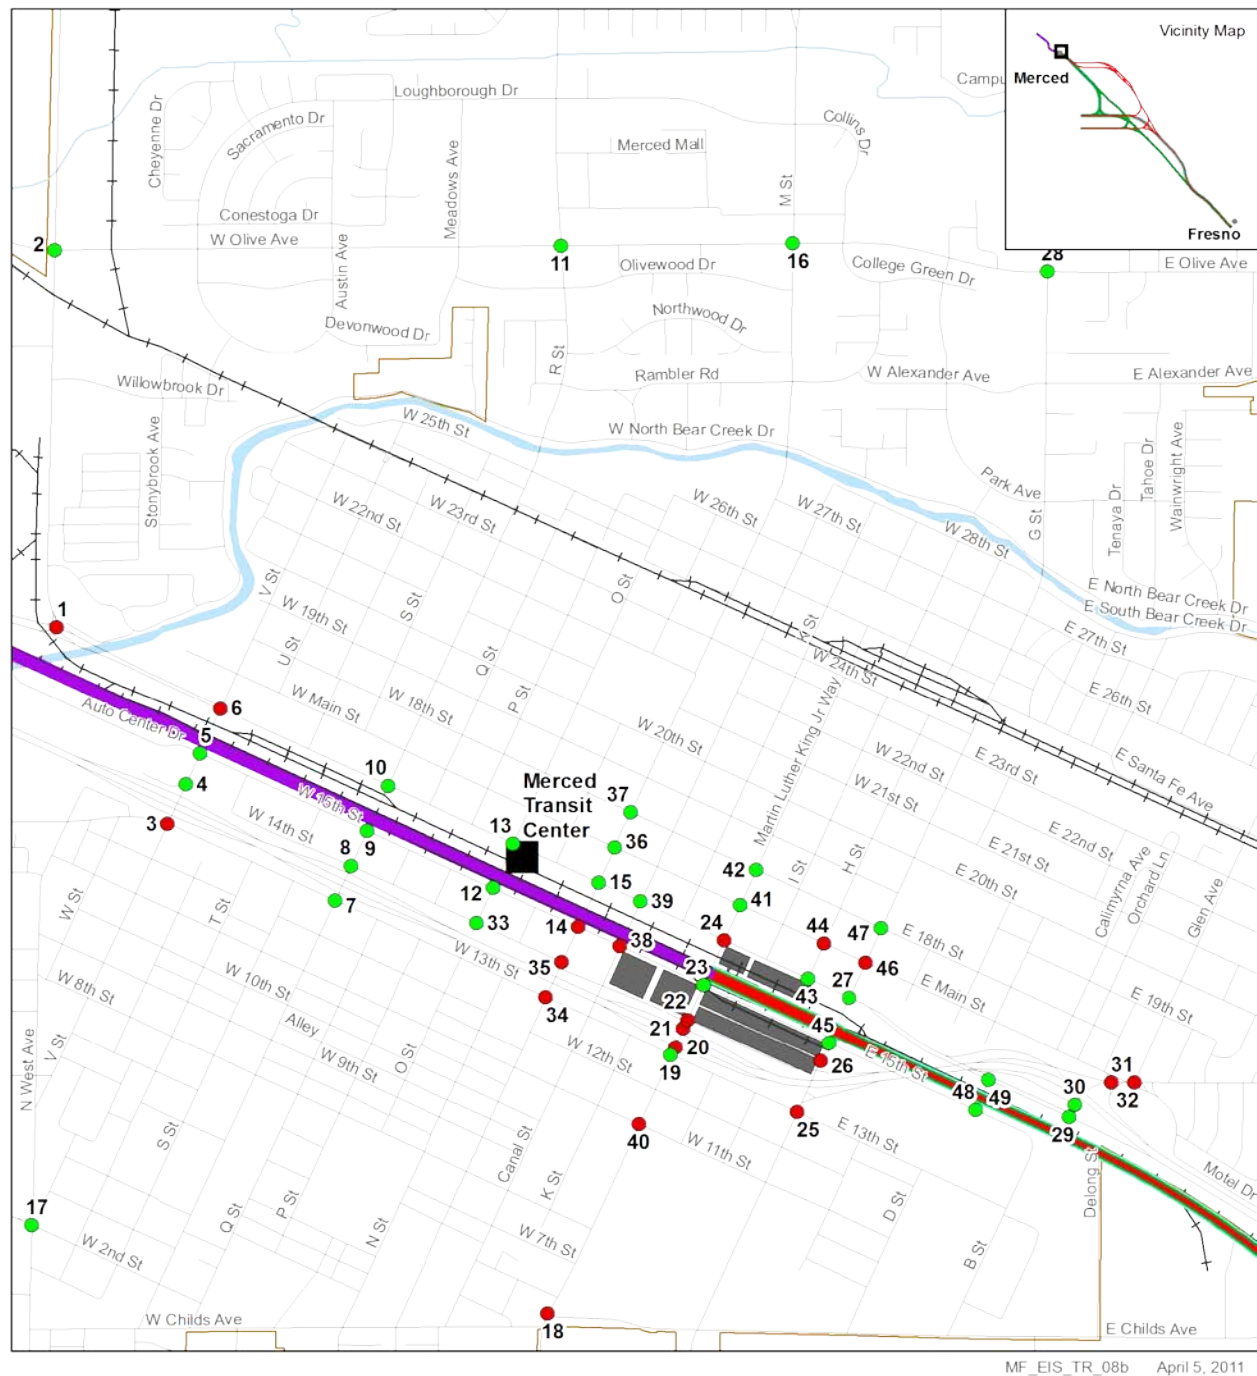 Vicinity Map
Merced
Fresno
Loughborough Dr
Campu
Cheyenne Dr
Sacramento Dr
Meadows Ave
Merced Mall
Collins Dr
M St
Conestoga Dr
W Olive Ave
Austin Ave
2
11
16
28
Olivewood Dr
College Green Dr
E Olive Ave
Devonwood Dr
Northwood Dr
R St
Willowbrook Dr
Rambler Rd
W Alexander Ave
E Alexander Ave
W 25th St
W North Bear Creek Dr
Stonybrook Ave
W 22nd St
W 23rd St
W 26th St
W 27th St
W 28th St
Park Ave
G St
Tenaya Dr
Tahoe Dr
Wainwright Ave
V St
W 19th St
S St
O St
E North Bear Creek Dr
E South Bear Creek Dr
1
U St
Q St
K St
W 24th St
E 27th St
E 26th St
W Main St
W 18th St
P St
Auto Center Dr
6
5
W 20th St
Martin Luther King Jr Way
W 22nd St
E 23rd St
E Santa Fe Ave
4
10
Merced
Transit
Center
37
W 21st St
3
W 14th St
W 15th St
13
36
E 22nd St
E 21st St
E 20th St
Calimyrna Ave
Orchard Ln
Glen Ave
8
9
12
15
42
I St
H St
7
33
39
41
W St
T St
14
38
24
44
47
E 18th St
W 13th St
35
23
46
W 8th St
W 10th St
34
22
43
27
E Main St
E 19th St
Alley
W 9th St
O St
21
20
45
W 12th St
19
26
E 15th St
31
N West Ave
V St
30
32
48
49
40
25
29
S St
W 11th St
E 13th St
Canal St
K St
Delong St
Motel Dr
17
Q St
P St
N St
D St
W 2nd St
W 7th St
B St
W Childs Ave
18
E Childs Ave
MF_EIS_TR_08b April 5, 2011